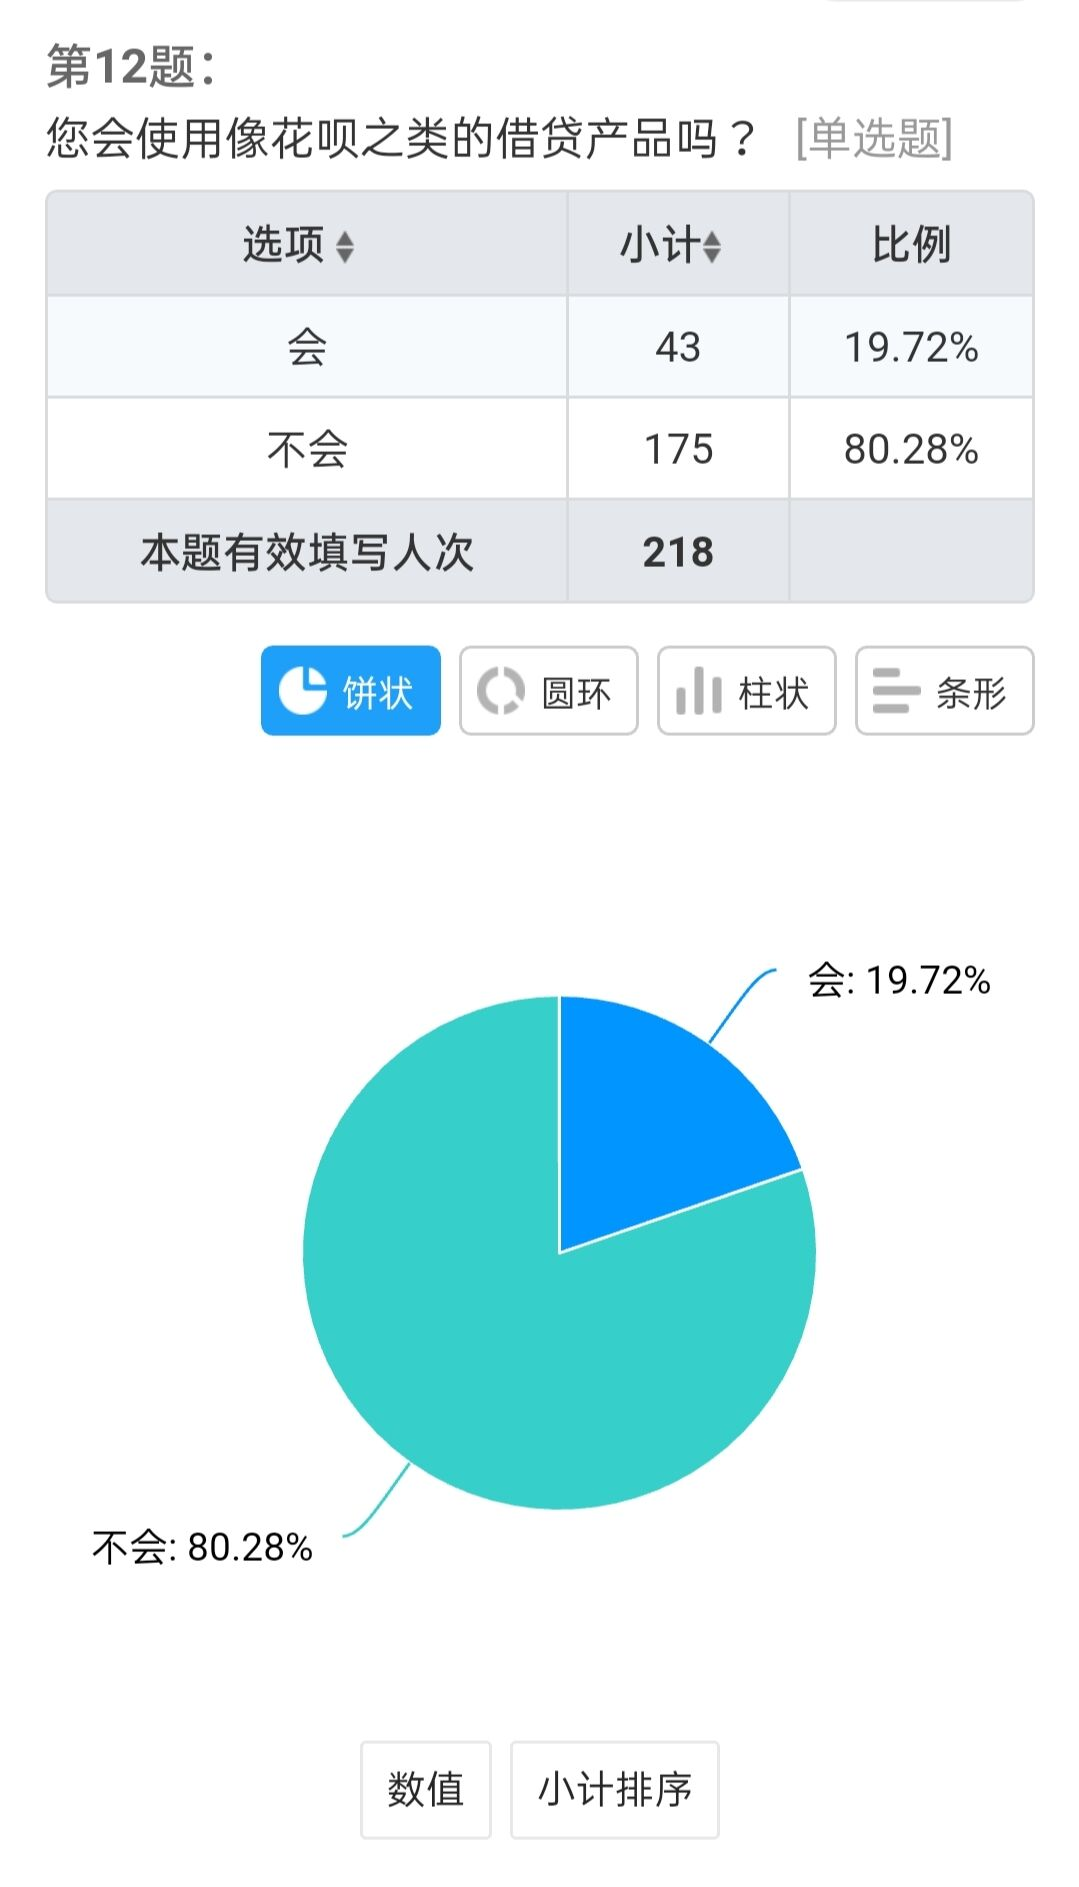 第12题：
您会使用像花呗之类的借贷产品吗？ [单选题]
选项 小计 比例
会 43 19.72%
不会 175 80.28%
本题有效填写人次 218
饼状 圆环 柱状 条形
会: 19.72%
不会: 80.28%
数值 小计排序